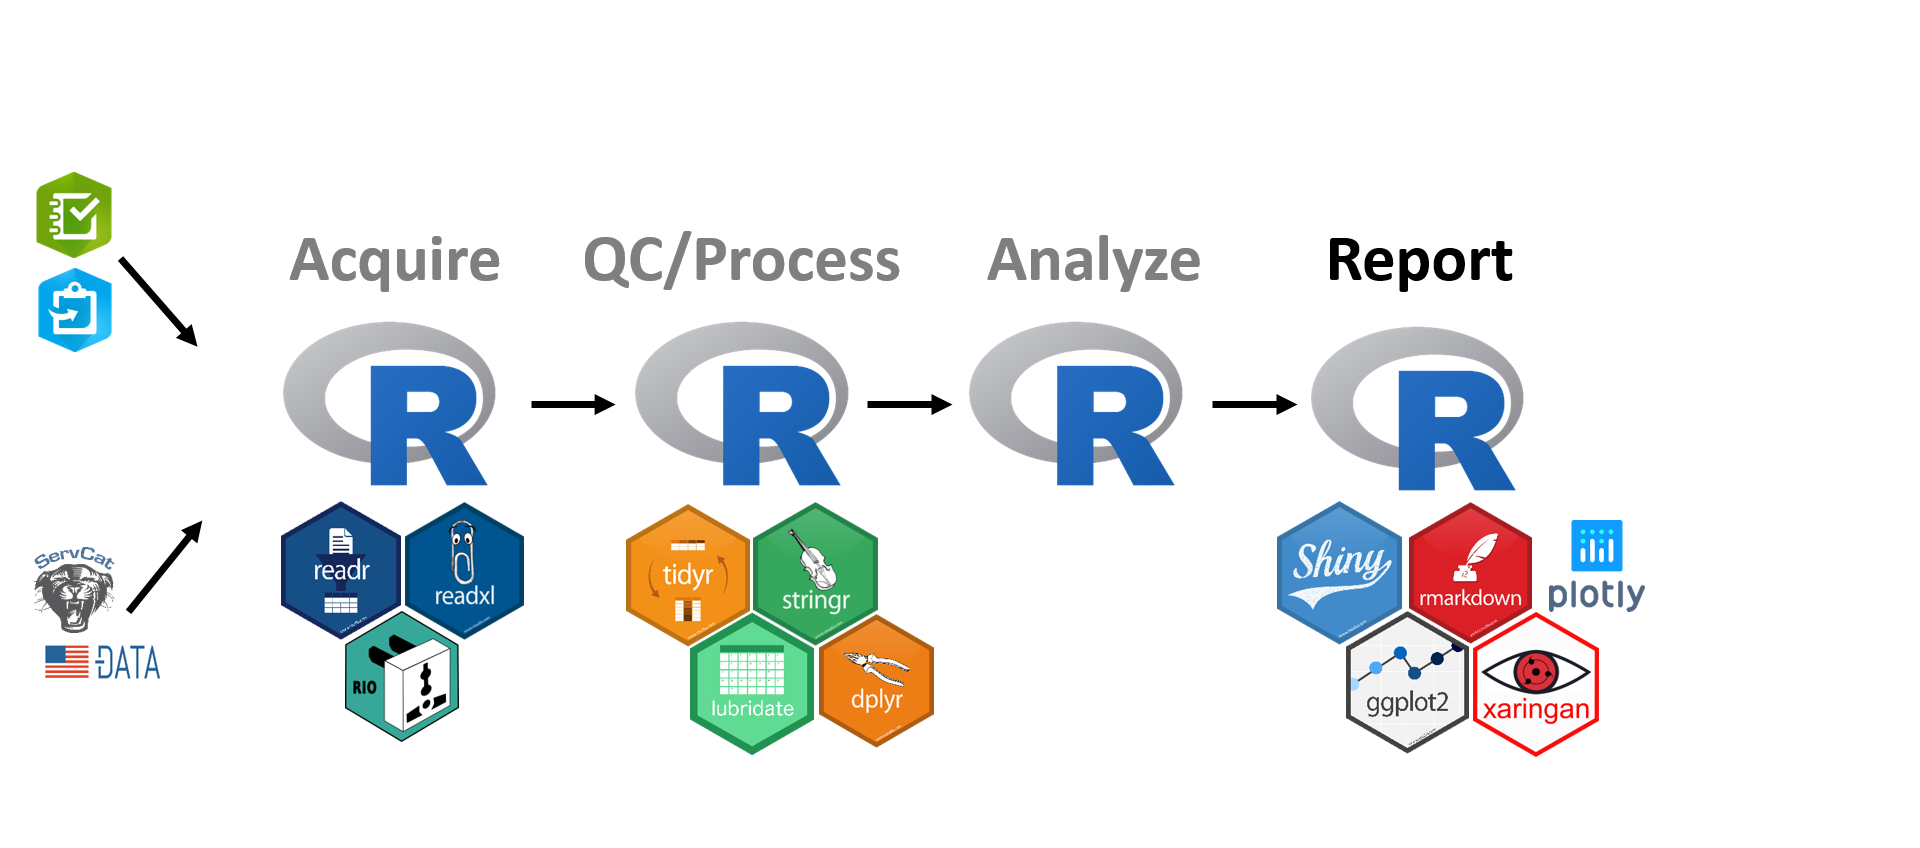 Acquire
QC/Process
Analyze
Report
R
R
R
R
ServCat
DATA
readr
readxl
RIO
tidyr
stringr
lubridate
dplyr
Shiny
rmarkdown
plotly
ggplot2
xaringan